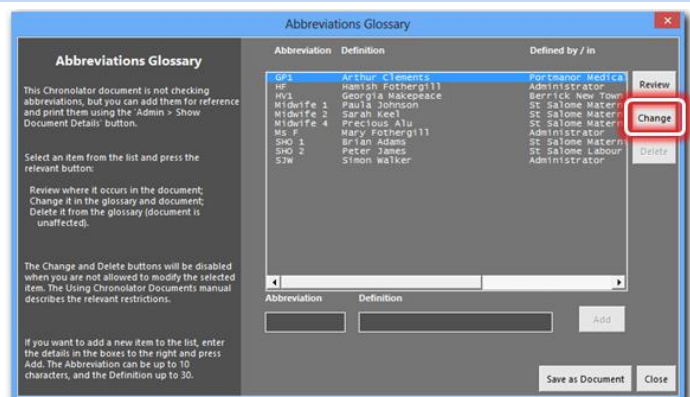 Abbreviations Glossary
Abbreviations Glossary
This Chronolator document is not checking
abbreviations, but you can add them for reference
and print them using the 'Admin > Show
Document Details' button.
Select an item from the list and press the
relevant button:
Review where it occurs in the document;
Change it in the glossary and document;
Delete it from the glossary (document is
unaffected).
The Change and Delete buttons will be disabled
when you are not allowed to modify the selected
item. The Using Chronolator Documents manual
describes the relevant restrictions.
If you want to add a new item to the list, enter
the details in the boxes to the right and press
Add. The Abbreviation can be up to 10
characters, and the Definition up to 30.
Abbreviation Definition Defined by / in
GP1 Arthur Clements Portmanor Medica
HF Hamish Fothergill Administrator
HV1 Georgia Makepeace Berrick New Town
Midwife 1 Paula Johnson St Salome Matern
Midwife 2 Sarah Keel St Salome Matern
Midwife 4 Precious Alu St Salome Matern
Ms F Mary Fothergill Administrator
SHO 1 Brian Adams St Salome Matern
SHO 2 Peter James St Salome Labour
SJW Simon Walker Administrator
Review
Change
Delete
Abbreviation Definition
Add
Save as Document Close